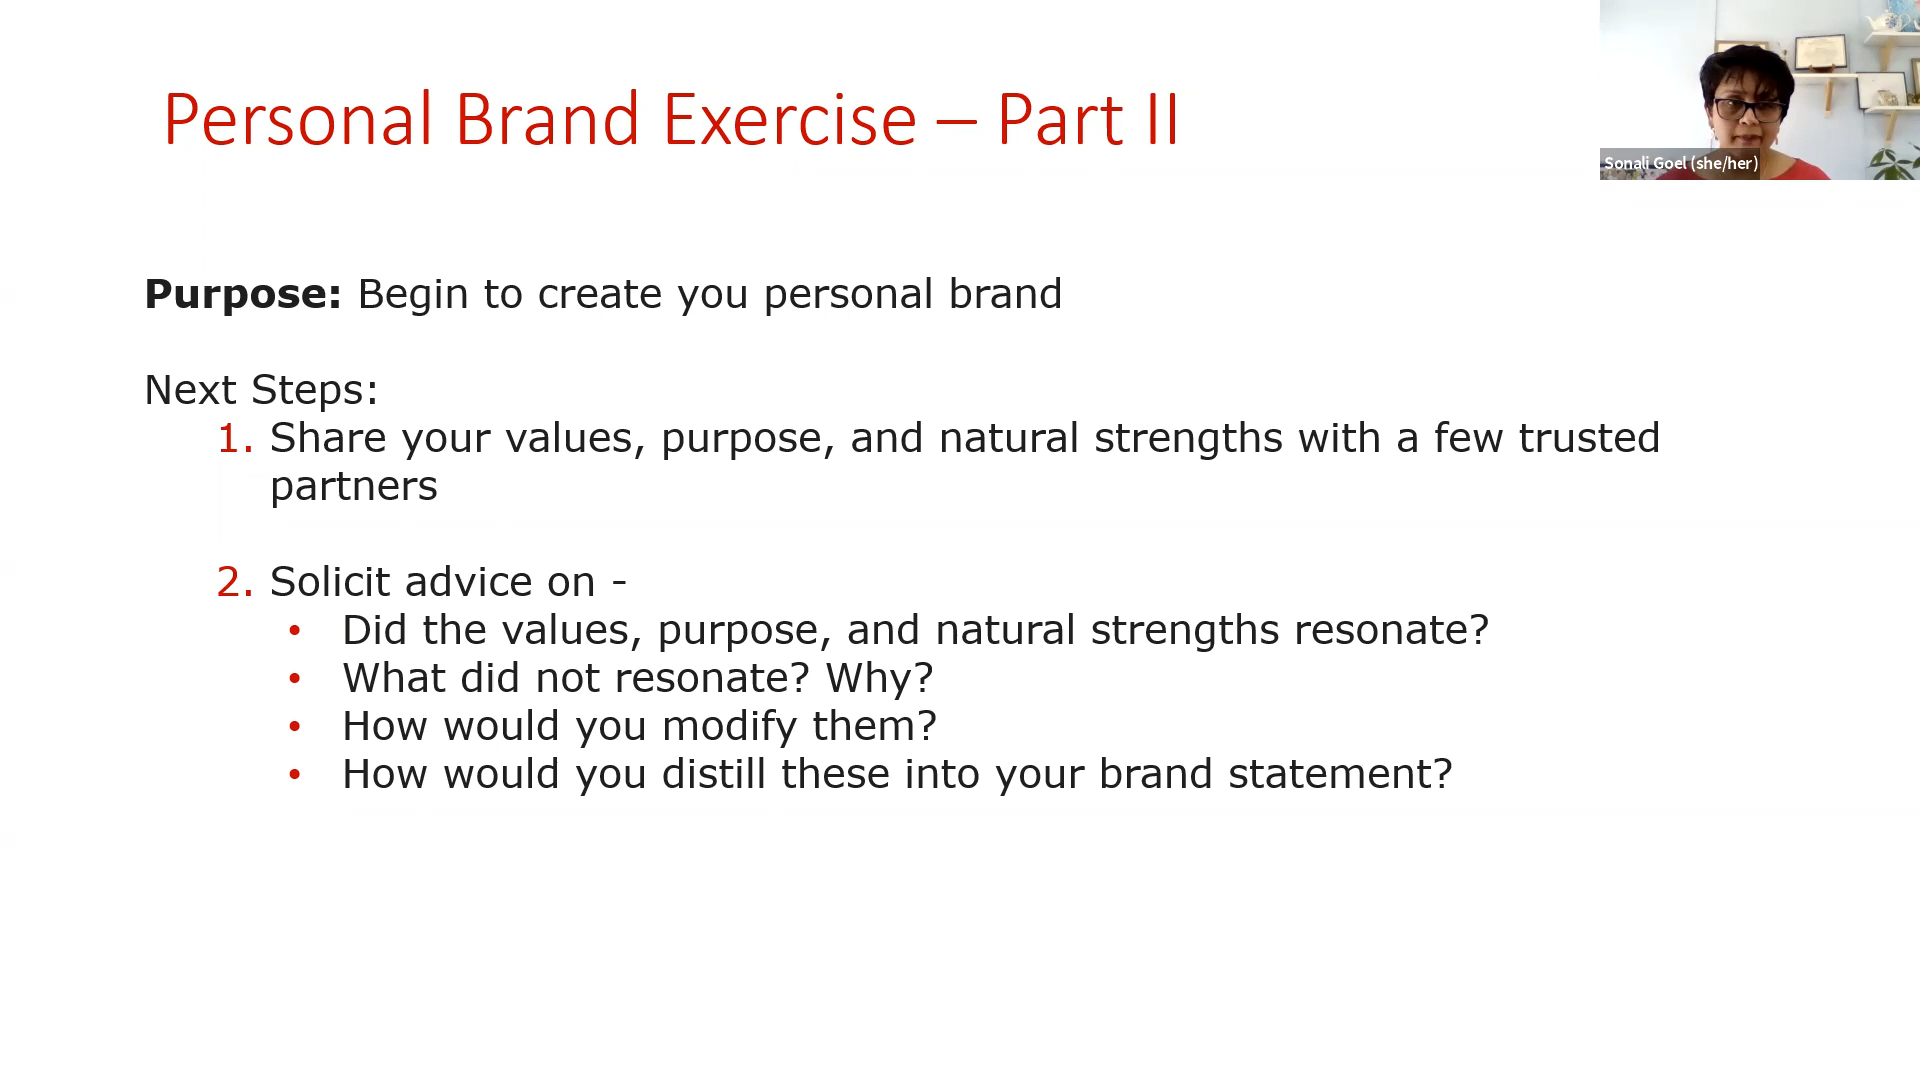 Personal Brand Exercise – Part II
Sonali Goel (she/her)
Purpose: Begin to create you personal brand
Next Steps:
1. Share your values, purpose, and natural strengths with a few trusted
partners
2. Solicit advice on -
• Did the values, purpose, and natural strengths resonate?
• What did not resonate? Why?
• How would you modify them?
• How would you distill these into your brand statement?